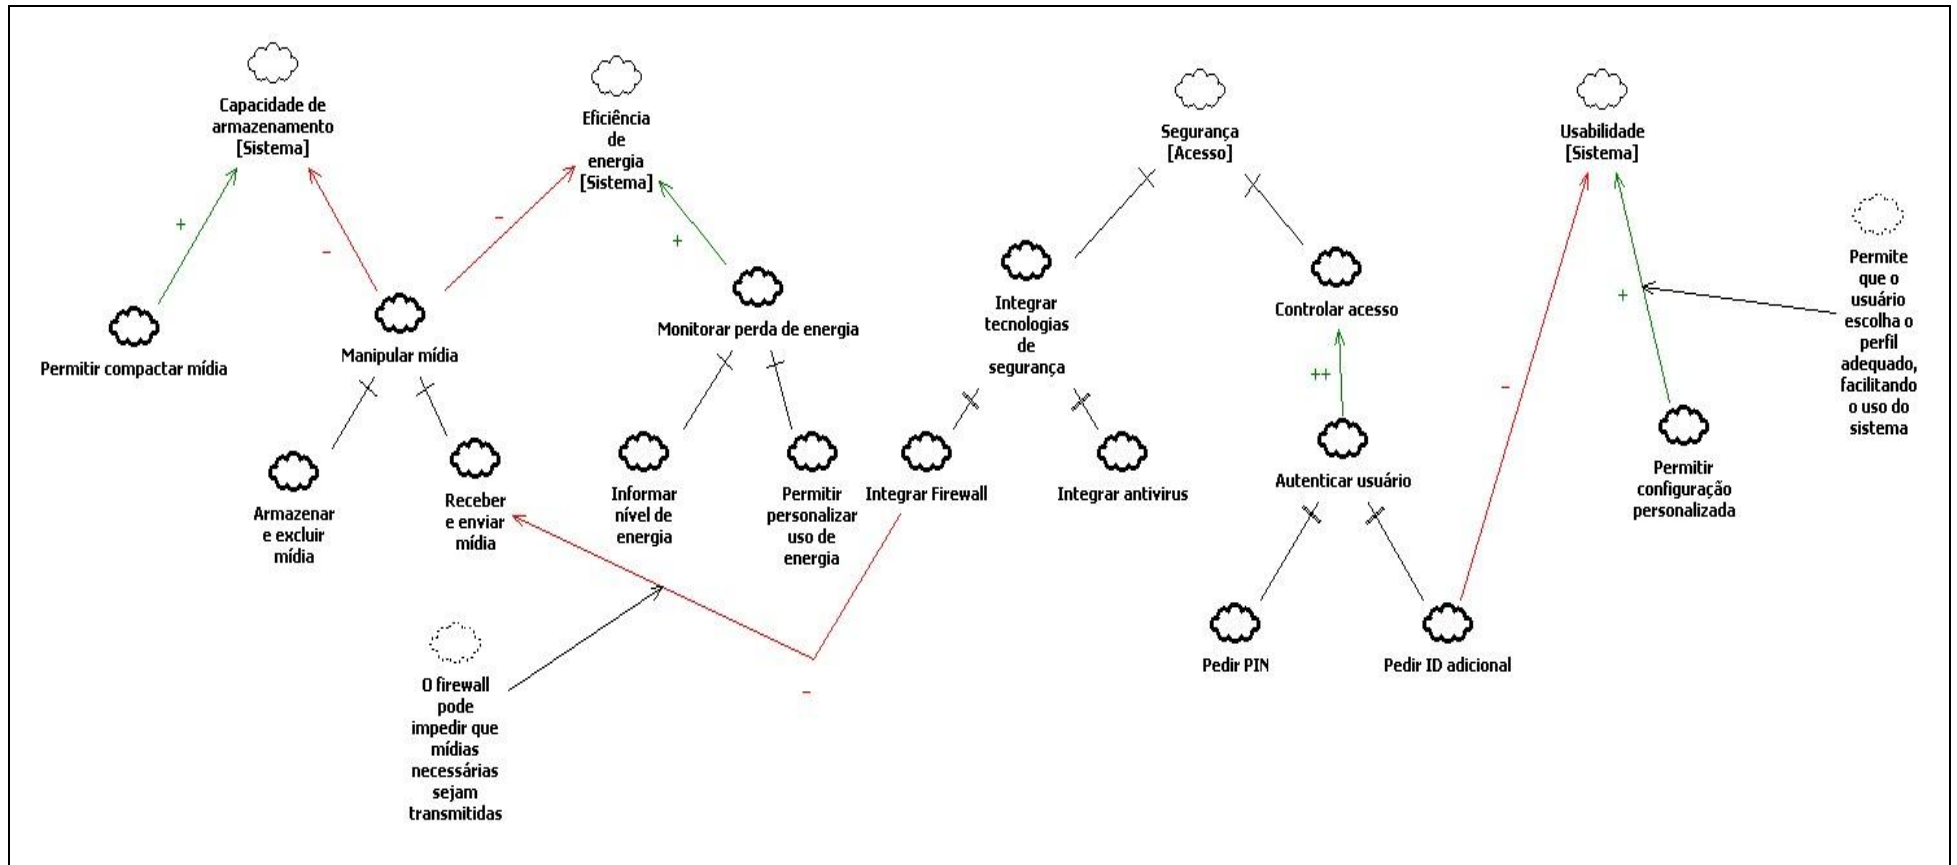 Capacidade de
armazenamento
[Sistema]
Eficiência
de
energia
[Sistema]
Segurança
[Acesso]
Usabilidade
[Sistema]
+
-
-
+
Permitir compactar mídia
Manipular mídia
Monitorar perda de energia
Integrar
tecnologias
de
segurança
Controlar acesso
++
-
+
Permite
que o
usuário
escolha o
perfil
adequado,
facilitando
o uso do
sistema
Armazenar
e excluir
mídia
Receber
e enviar
mídia
Informar
nível de
energia
Permitir
personalizar
uso de
energia
Integrar Firewall
Integrar antivirus
Autenticar usuário
Permitir
configuração
personalizada
Pedir PIN
Pedir ID adicional
-
O firewall
pode
impedir que
mídias
necessárias
sejam
transmitidas